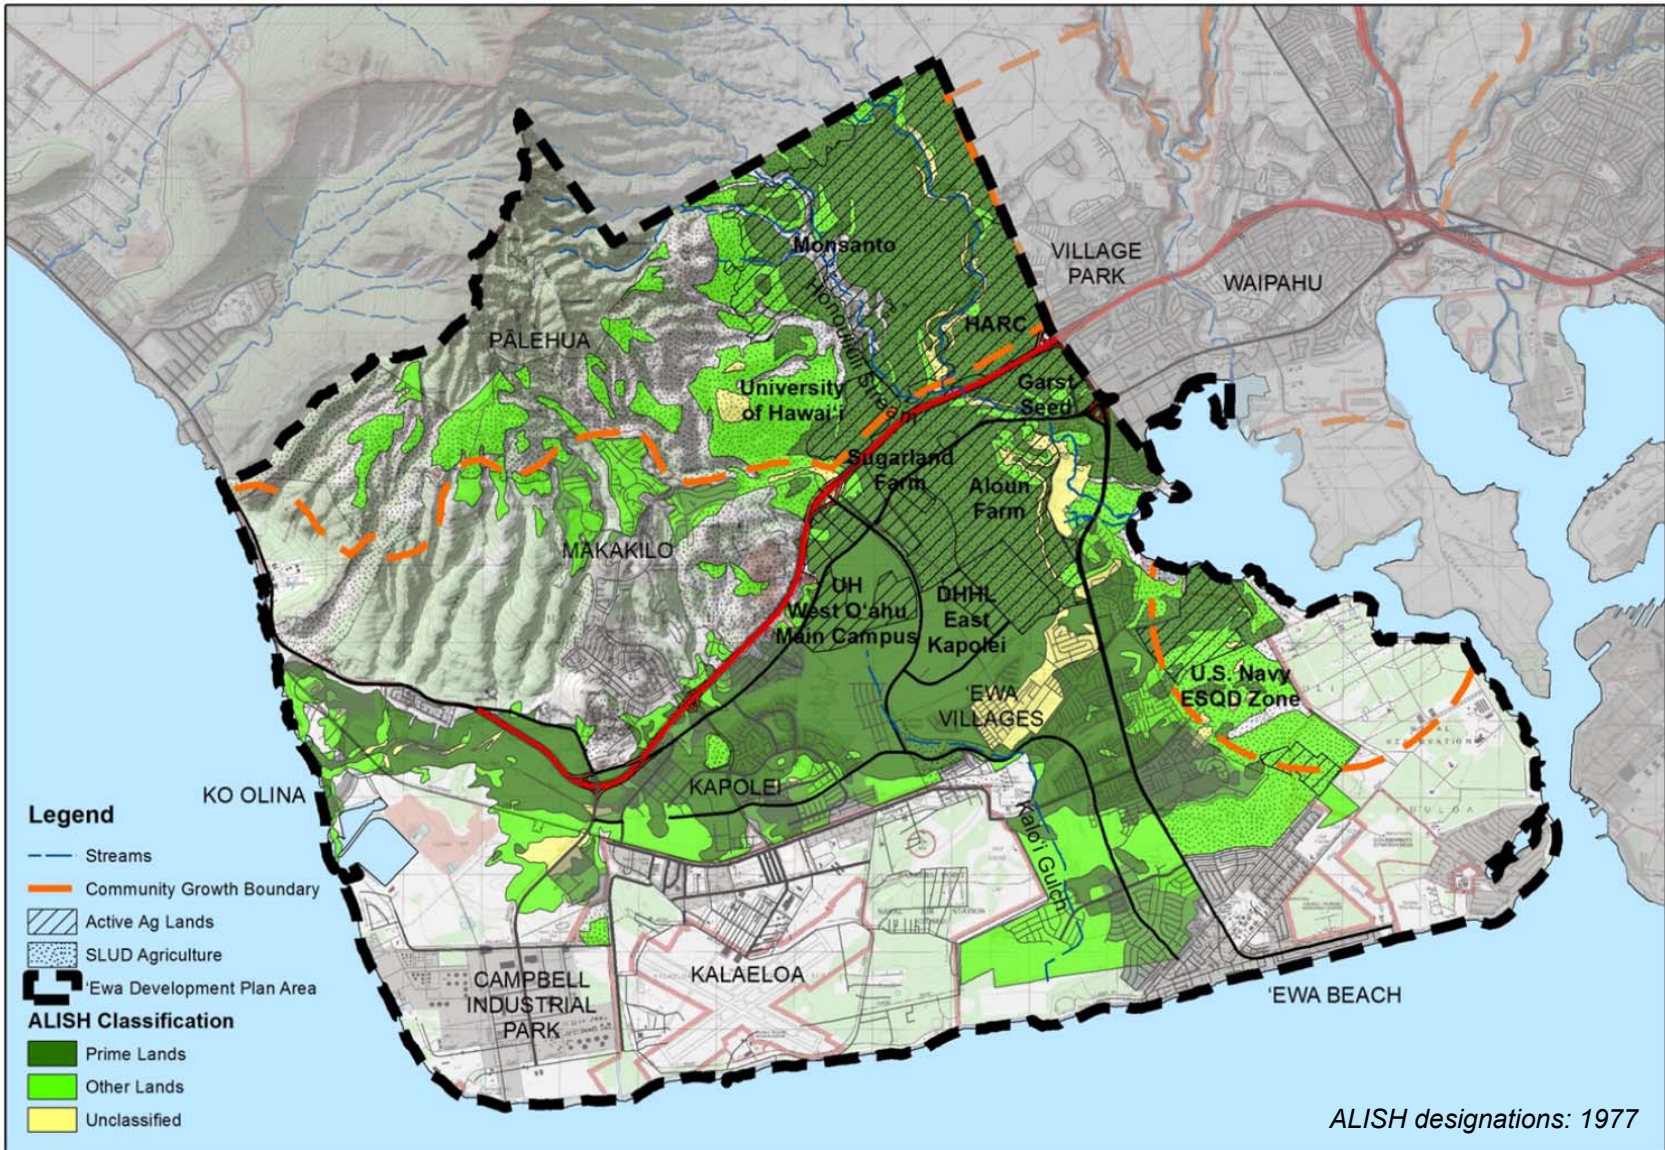 Monsanto
VILLAGE
PARK
WAIPAHU
Honouliuli Stream
HARC
PĀLEHUA
University
of Hawai‘i
Garst
Seed
Sugarland
Farm
Aloun
Farm
MAKAKILO
UH
West O‘ahu
Main Campus
DHHL
East
Kapolei
U.S. Navy
ESQD Zone
‘EWA
VILLAGES
KO OLINA
KAPOLEI
Kalo‘i Gulch
CAMPBELL
INDUSTRIAL
PARK
KALAELOA
‘EWA BEACH
Legend
Streams
Community Growth Boundary
Active Ag Lands
SLUD Agriculture
‘Ewa Development Plan Area
ALISH Classification
Prime Lands
Other Lands
Unclassified
ALISH designations: 1977